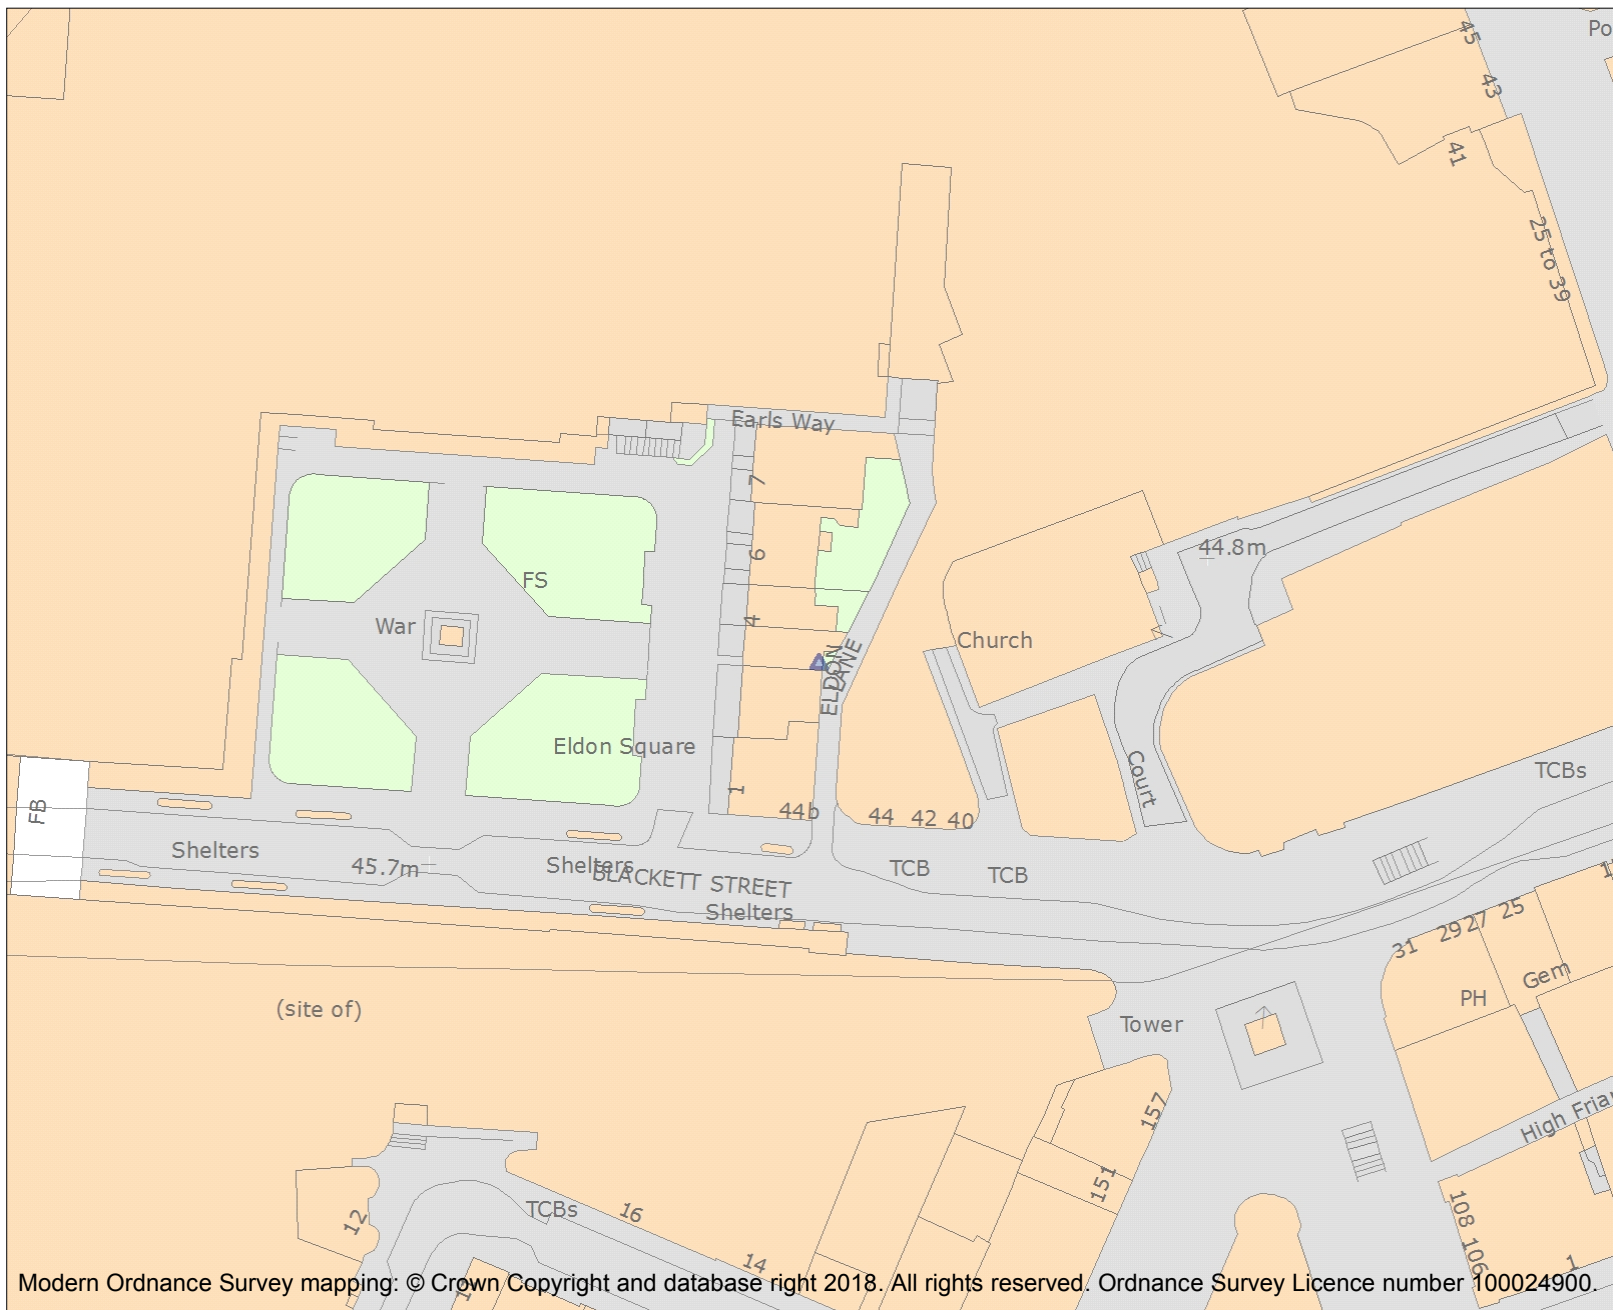 45
Po
43
41
25 to 39
Earls Way
7
6
4
1
FS
War
44.8m
Church
ELDON
LANE
Eldon Square
Court
TCBs
FB
44b
44
42
40
Shelters
45.7m
Shelters
BLACKETT STREET
Shelters
TCB
TCB
31
29
27
25
Gem
PH
(site of)
Tower
157
151
High Friar
TCBs
16
14
12
108
106
1
Modern Ordnance Survey mapping: © Crown Copyright and database right 2018. All rights reserved. Ordnance Survey Licence number 100024900.